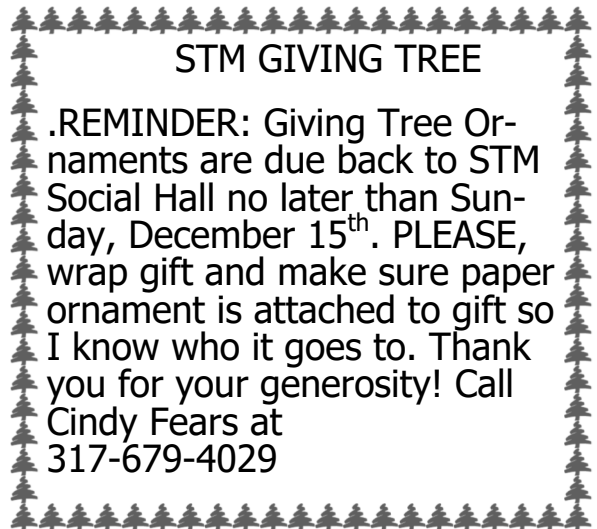 STM GIVING TREE
.REMINDER: Giving Tree Or-
naments are due back to STM
Social Hall no later than Sun-
day, December 15th. PLEASE,
wrap gift and make sure paper
ornament is attached to gift so
I know who it goes to. Thank
you for your generosity! Call
Cindy Fears at
317-679-4029